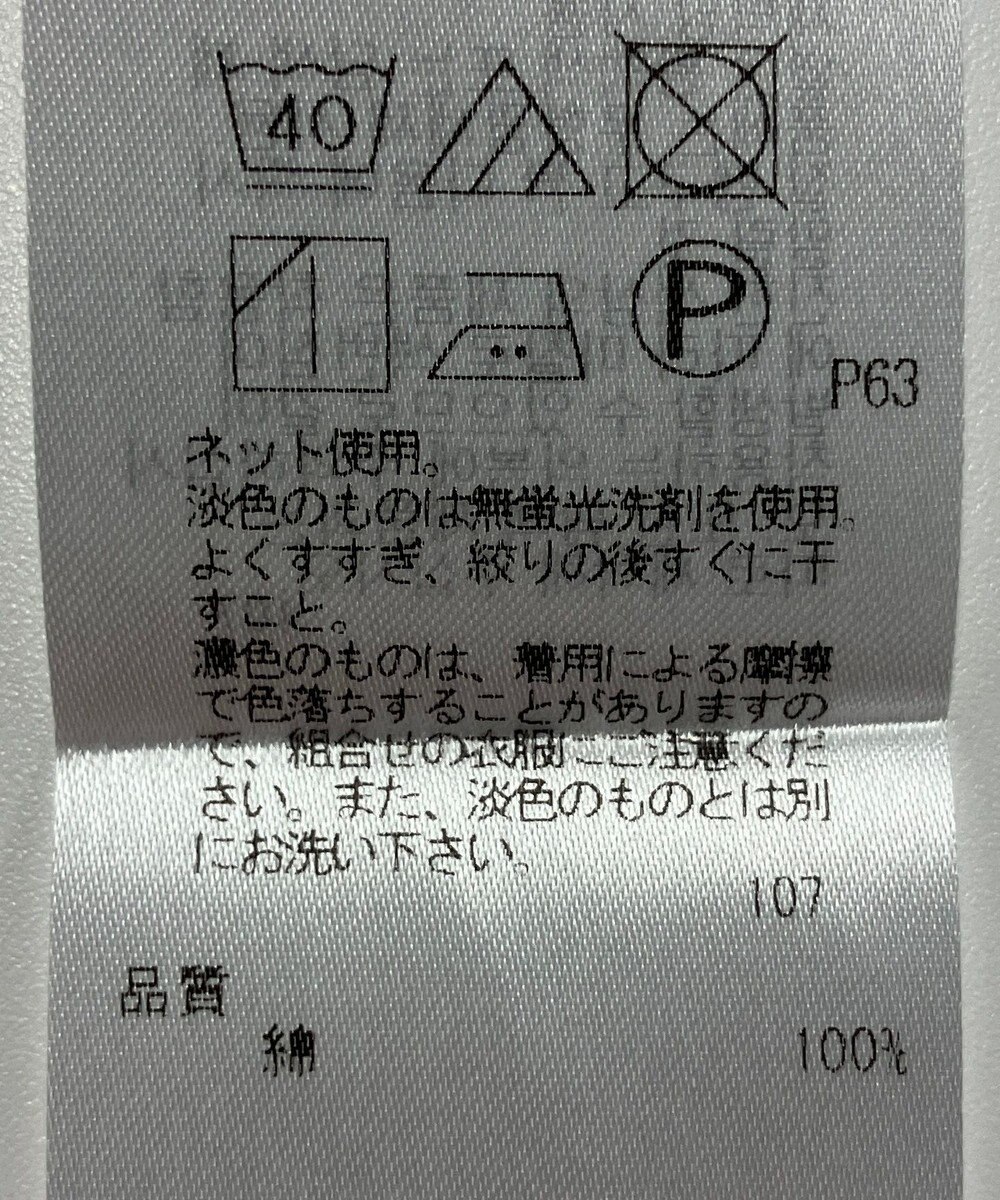 40
P
P63
ネット使用。
淡色のものは無蛍光洗剤を使用。
よくすすぎ、絞りの後すぐに干
すこと。
濃色のものは、着用による摩擦
で色落ちすることがありますの
で、組合せの衣服にご注意くだ
さい。また、淡色のものとは別
にお洗い下さい。
107
品質
綿 100%